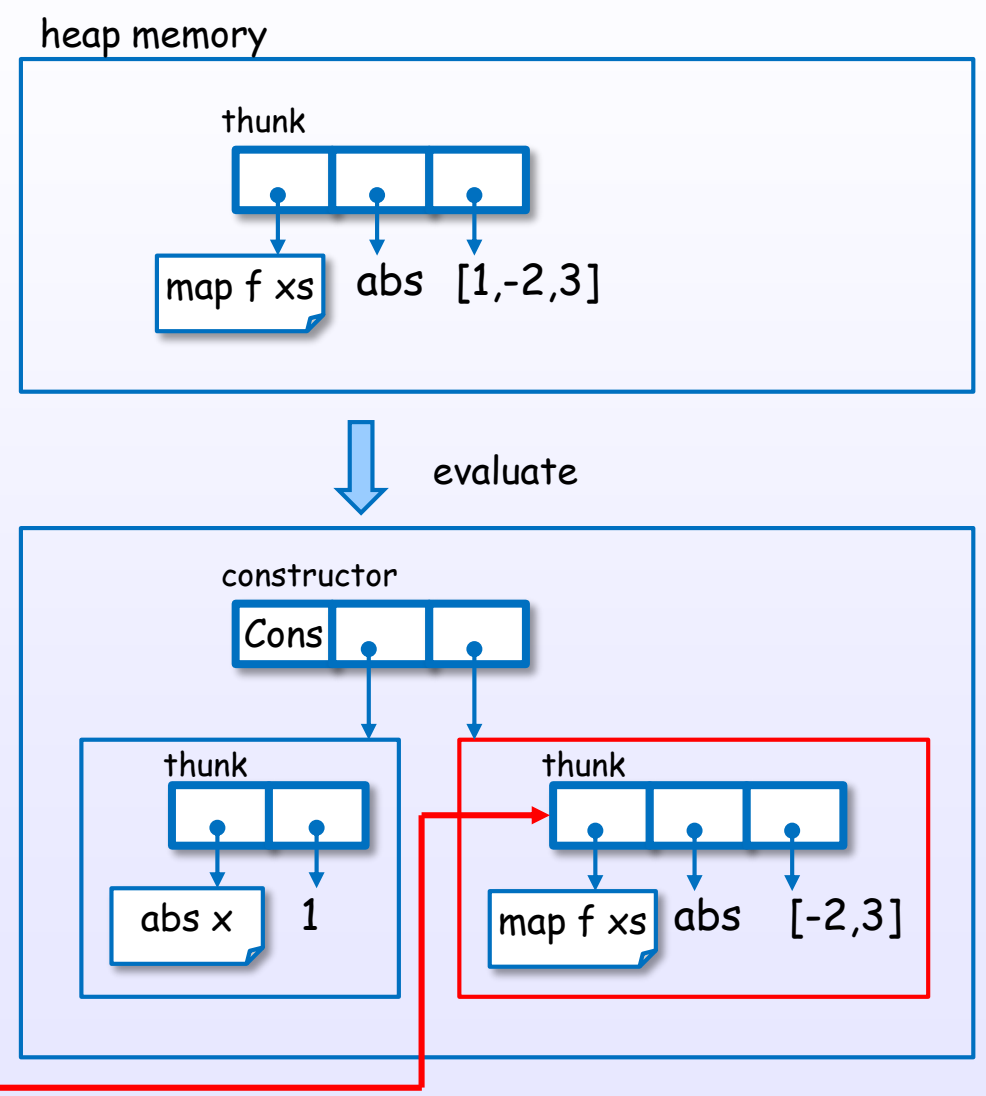 heap memory
thunk
map f xs
abs
[1,-2,3]
evaluate
constructor
Cons
thunk
abs x
1
thunk
map f xs
abs
[-2,3]